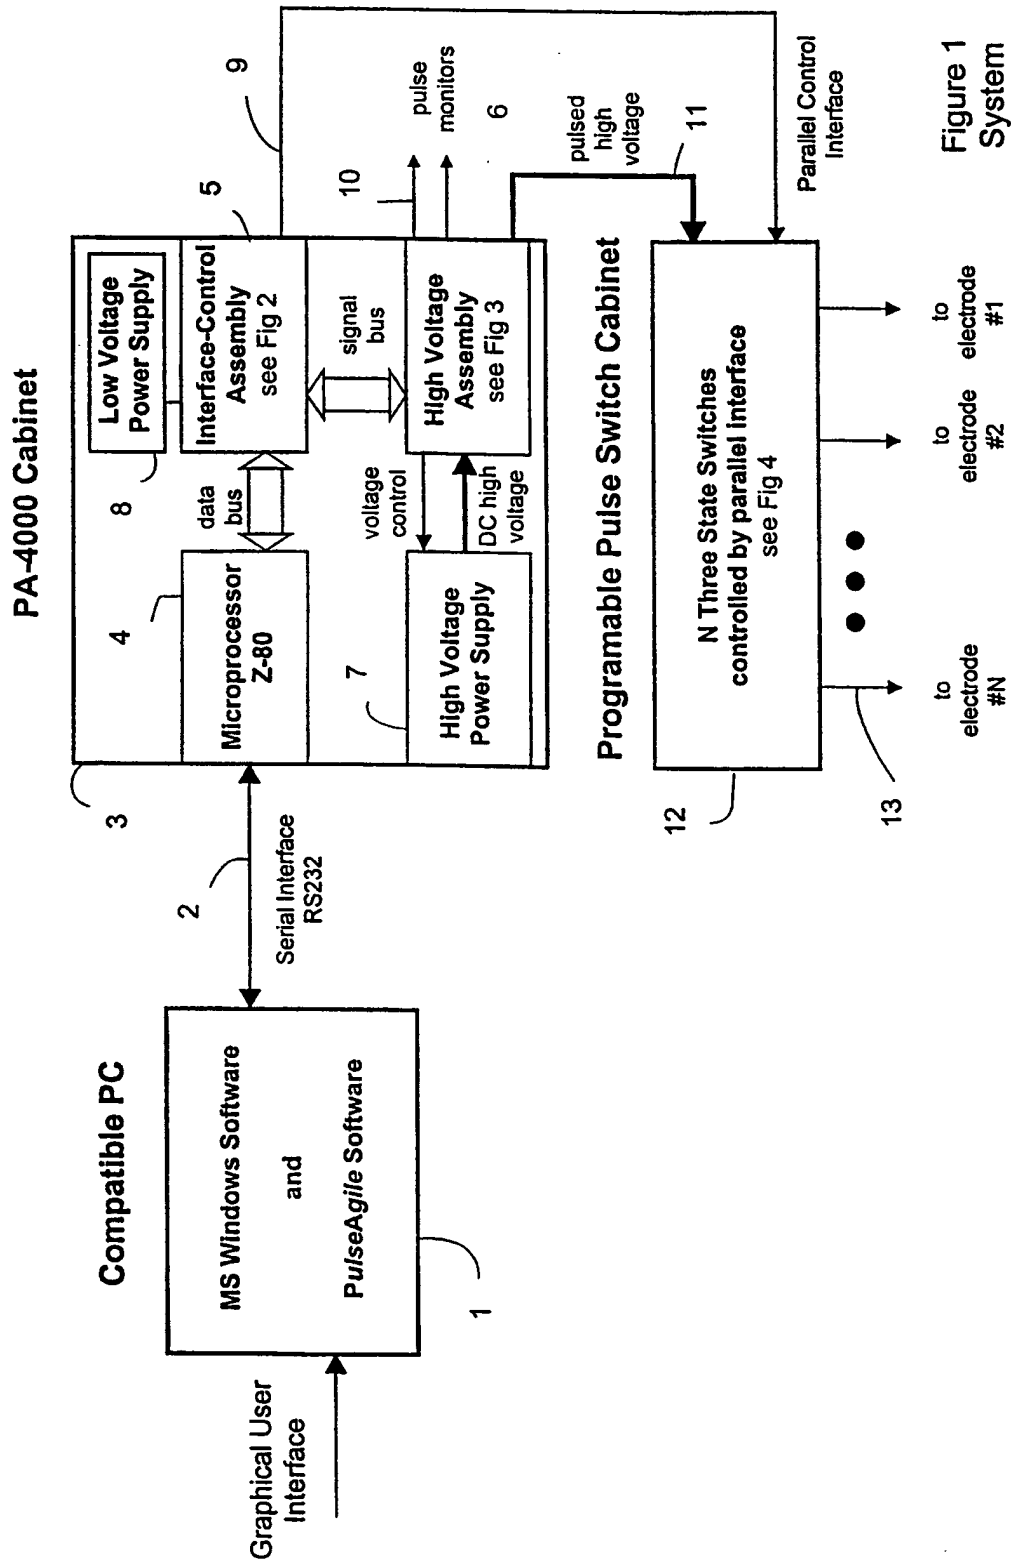 PA-4000 Cabinet
Compatible PC
Graphical User
Interface
MS Windows Software
and
PulseAgile Software
1
2
Serial Interface
RS232
3
4
Microprocessor
Z-80
data
bus
8
Low Voltage
Power Supply
5
Interface-Control
Assembly
see Fig 2
signal
bus
7
High Voltage
Power Supply
voltage
control
DC high
voltage
High Voltage
Assembly
see Fig 3
9
10
pulse
monitors
6
pulsed
high
voltage
11
Parallel Control
Interface
Programable Pulse Switch Cabinet
N Three State Switches
controlled by parallel interface
see Fig 4
12
13
to
electrode
#N
to
electrode
#2
to
electrode
#1
Figure 1
System